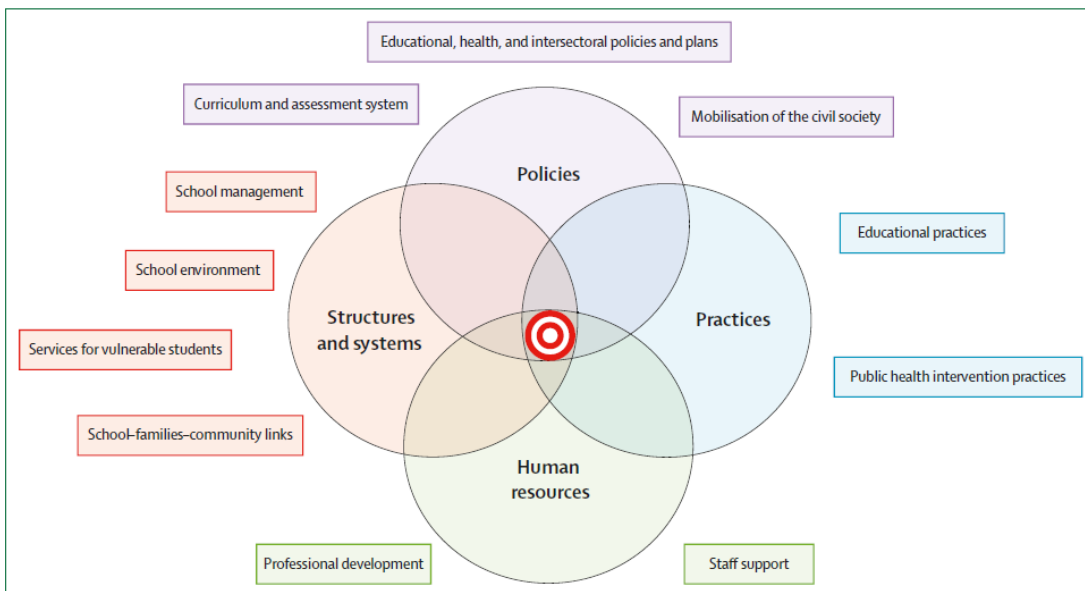 Educational, health, and intersectoral policies and plans
Curriculum and assessment system
Mobilisation of the civil society
Policies
School management
Educational practices
School environment
Structures
and systems
Practices
Services for vulnerable students
Public health intervention practices
School–families–community links
Human
resources
Professional development
Staff support